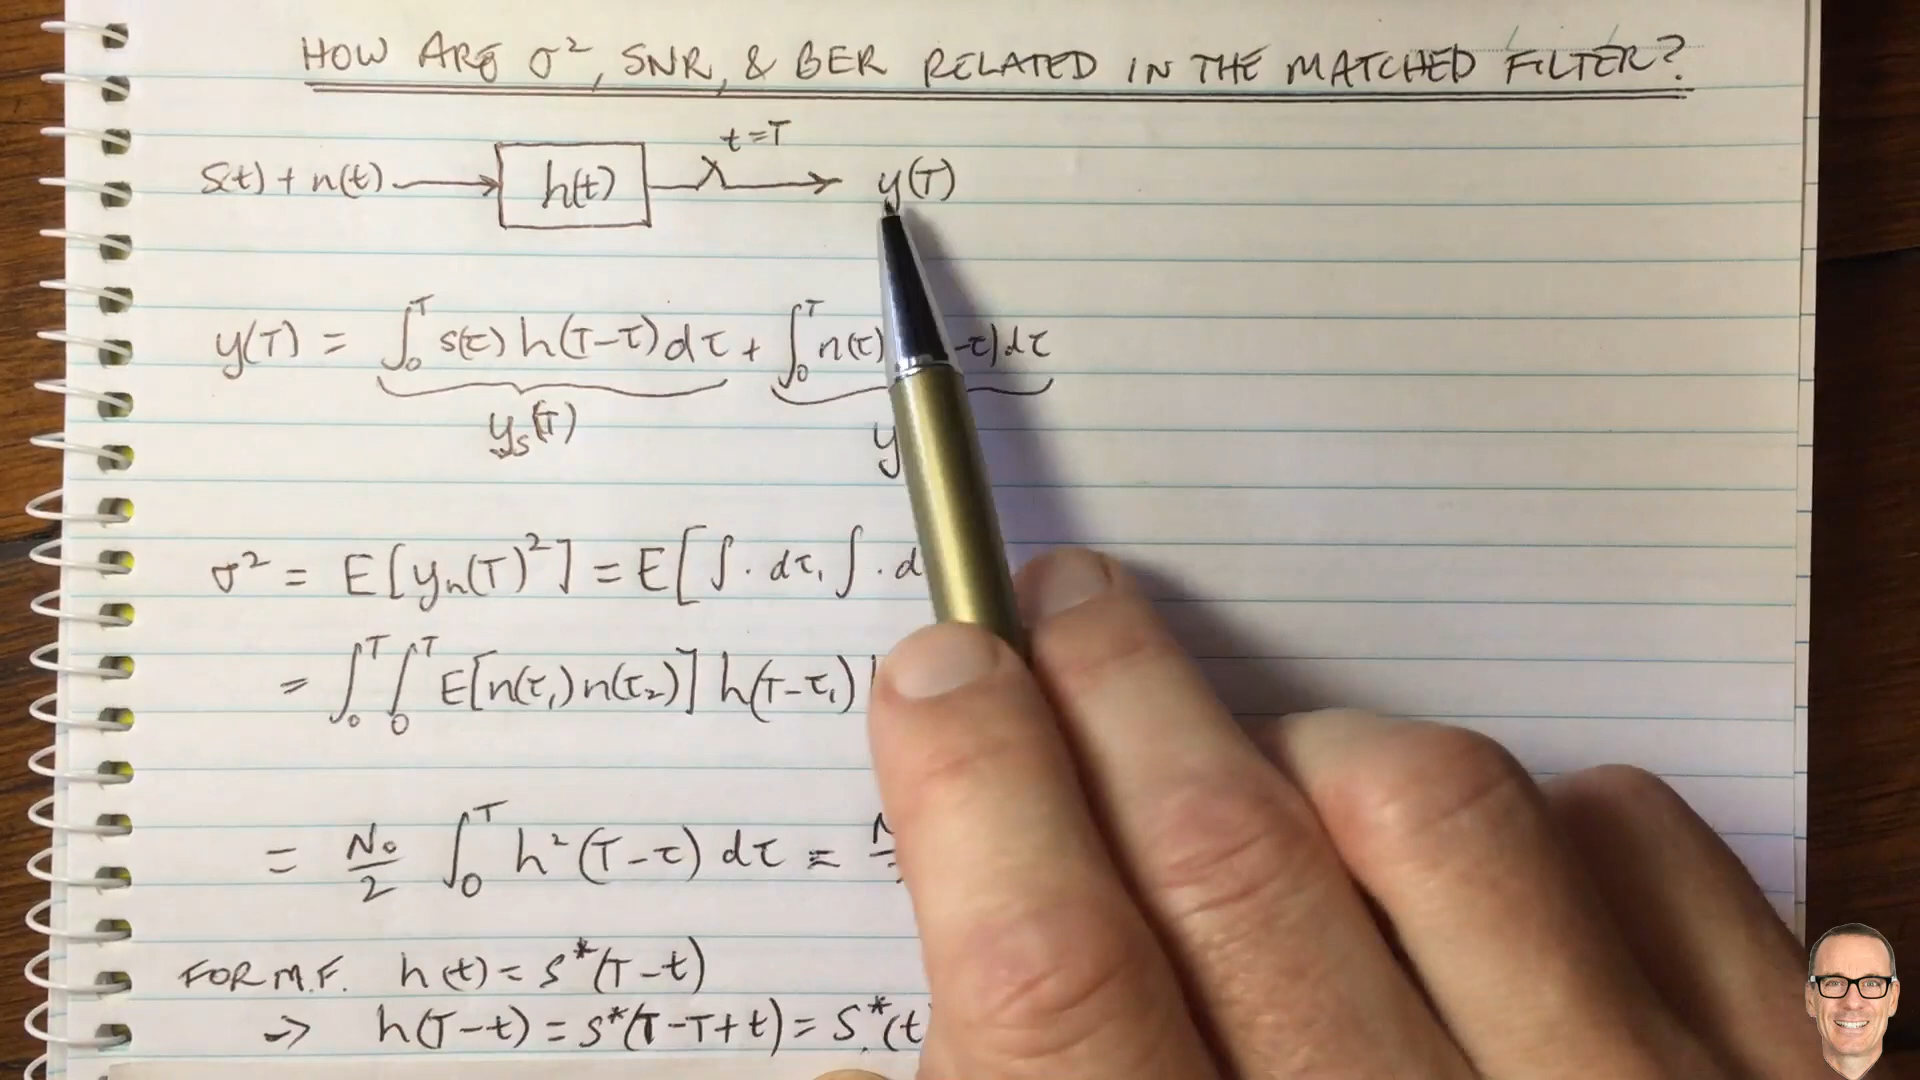 HOW ARE σ², SNR, & BER RELATED IN THE MATCHED FILTER?
t=T
s(t) + n(t) h(t) y(T)
y(T) = ∫₀ᵀ s(τ) h(T-τ) dτ + ∫₀ᵀ n(τ) -τ) dτ
yₛ(T) y
σ² = E[yₙ(T)²] = E[∫· dτ₁ ∫· d
= ∫₀ᵀ ∫₀ᵀ E[n(τ₁) n(τ₂)] h(T-τ₁)
= N₀/2 ∫₀ᵀ h²(T-τ) dτ =
FOR M.F. h(t) = s*(T-t)
→ h(T-t) = s*(T-T+t) = s*(t